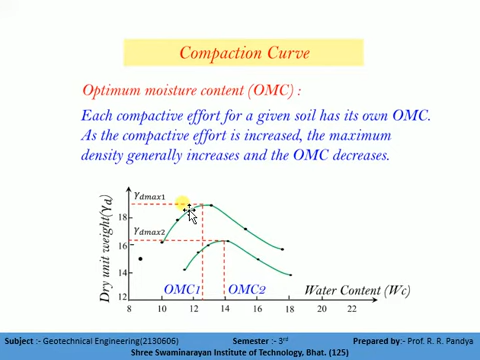 Compaction Curve
Optimum moisture content (OMC) :
Each compactive effort for a given soil has its own OMC.
As the compactive effort is increased, the maximum
density generally increases and the OMC decreases.
γdmax1
18
γdmax2
16
14
12
Dry unit weight(γd)
OMC1 OMC2 Water Content (Wc)
8 10 12 14 16 18 20 22
Subject :- Geotechnical Engineering(2130606) Semester :- 3rd Prepared by:- Prof. R. R. Pandya
Shree Swaminarayan Institute of Technology, Bhat. (125)